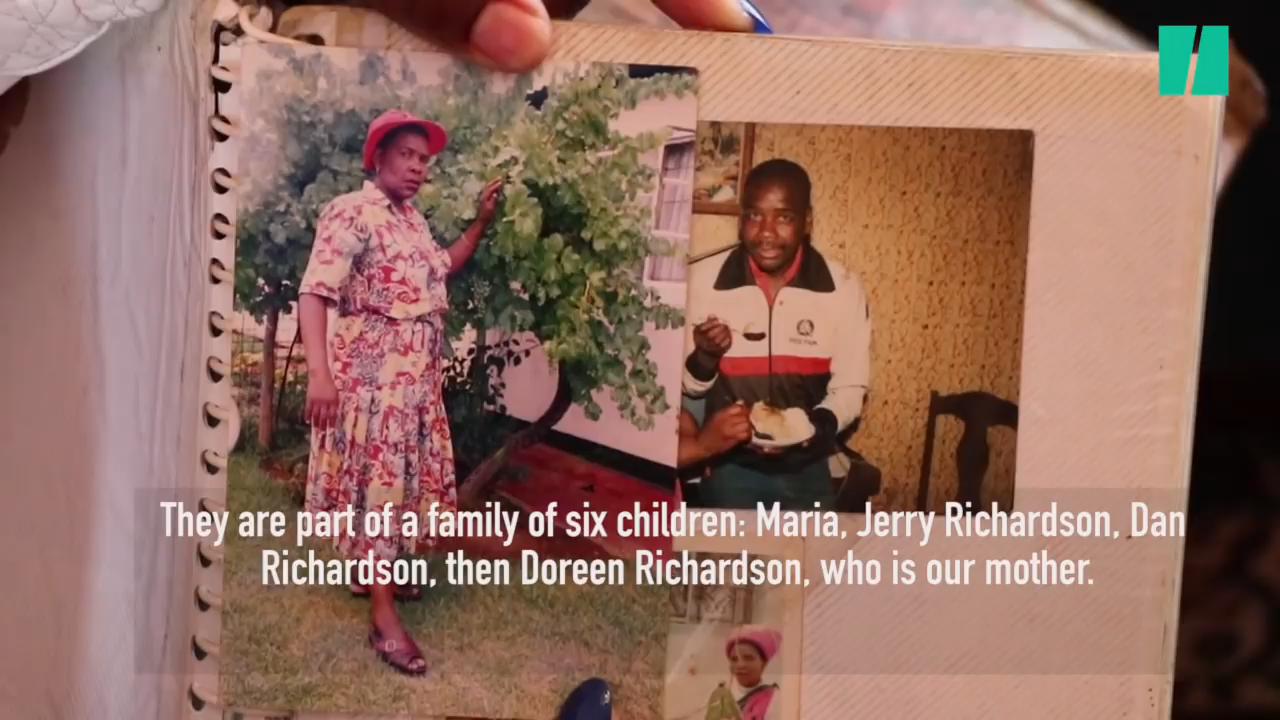 They are part of a family of six children: Maria, Jerry Richardson, Dan
Richardson, then Doreen Richardson, who is our mother.